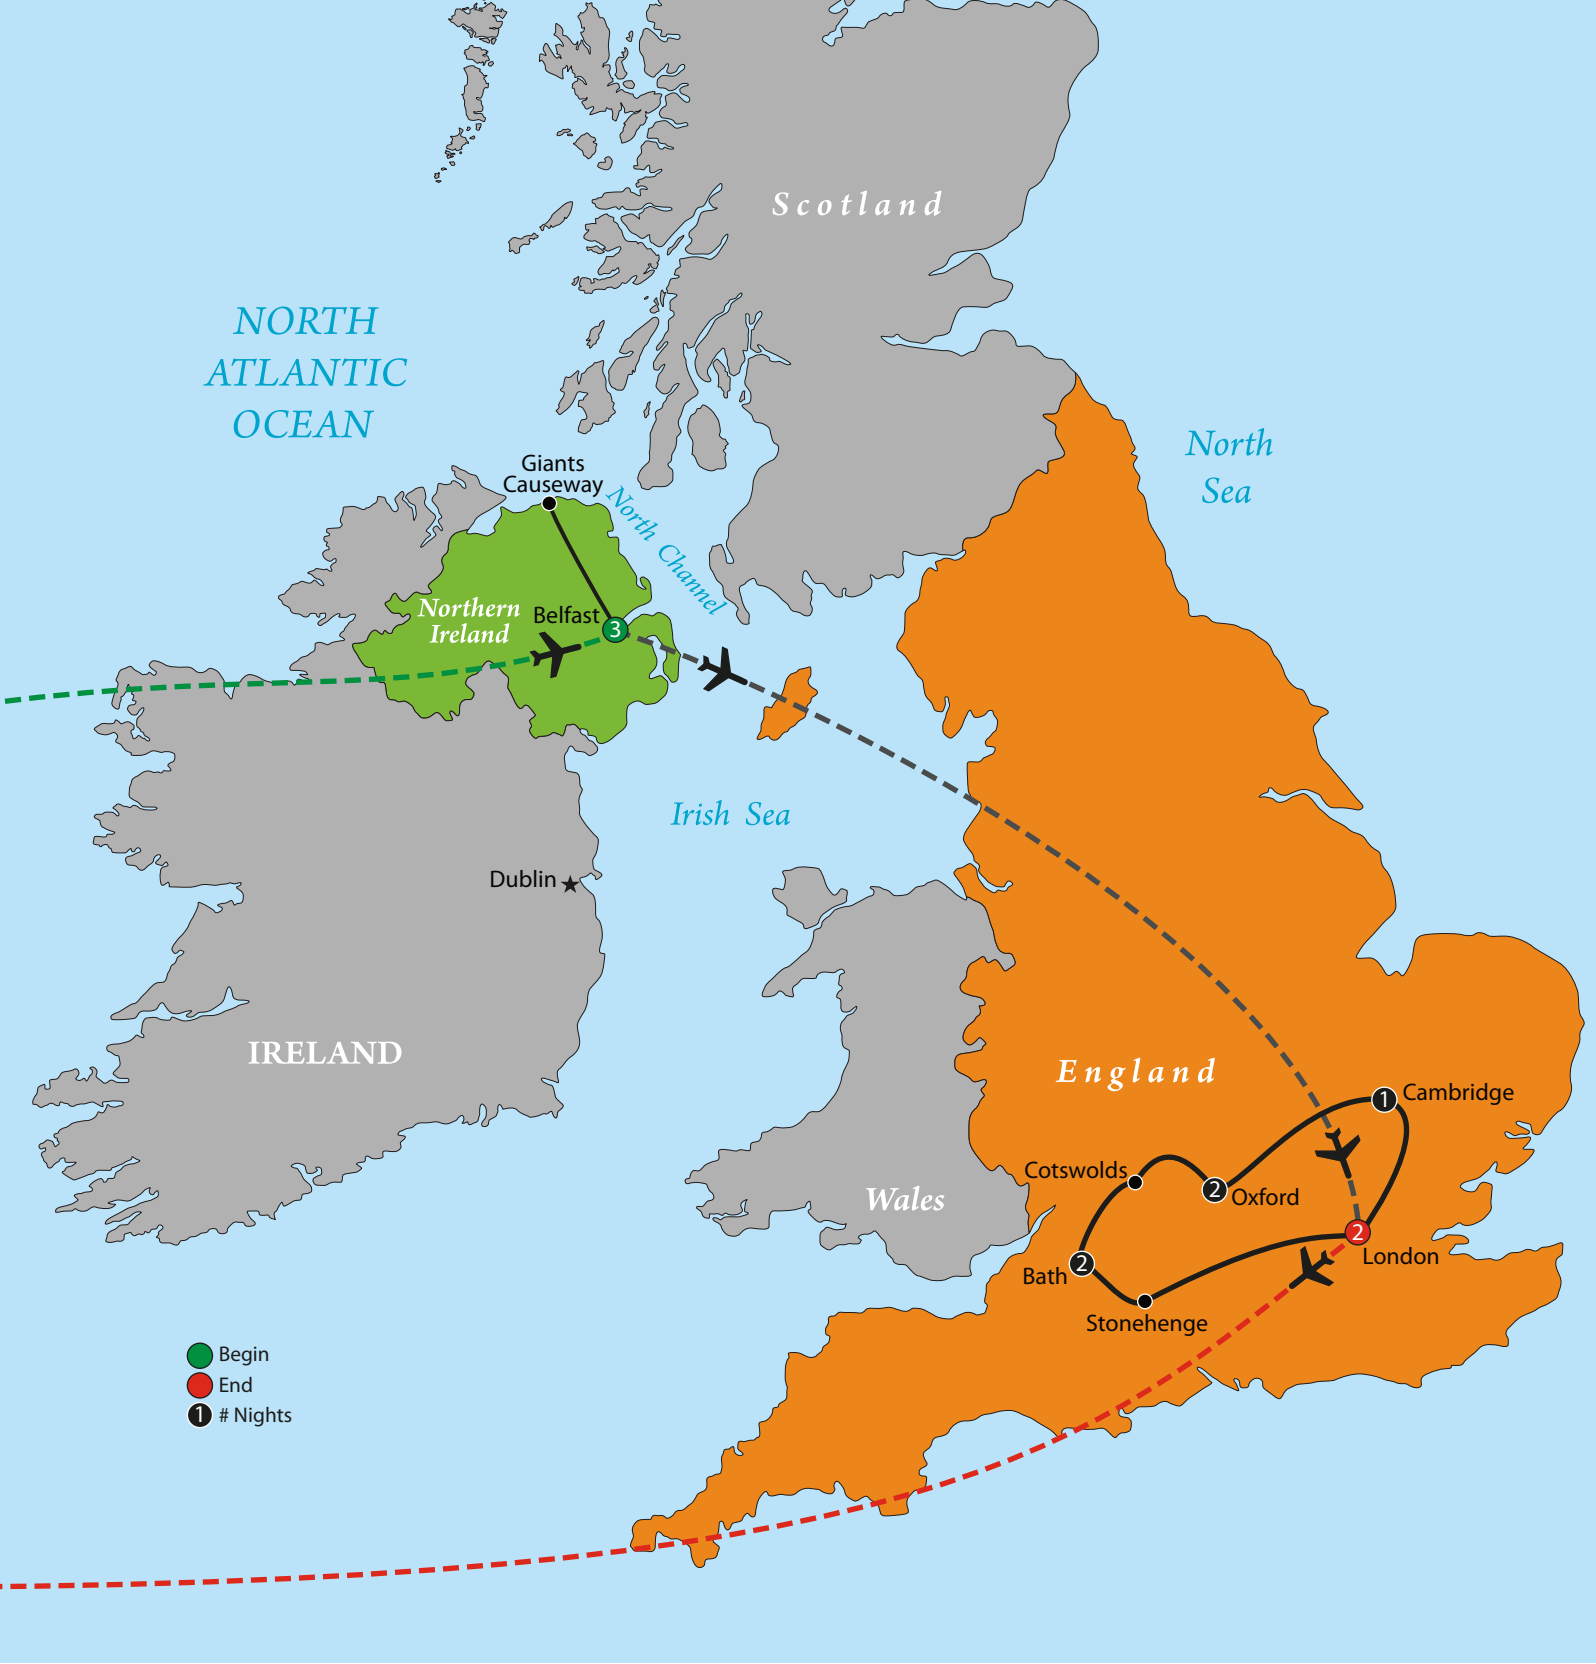 Scotland
NORTH
ATLANTIC
OCEAN
North
Sea
Giants
Causeway
North Channel
Northern
Ireland
Belfast
3
Irish Sea
Dublin
IRELAND
England
1
Cambridge
Cotswolds
2
Oxford
Wales
2
London
2
Bath
Stonehenge
Begin
End
1
# Nights